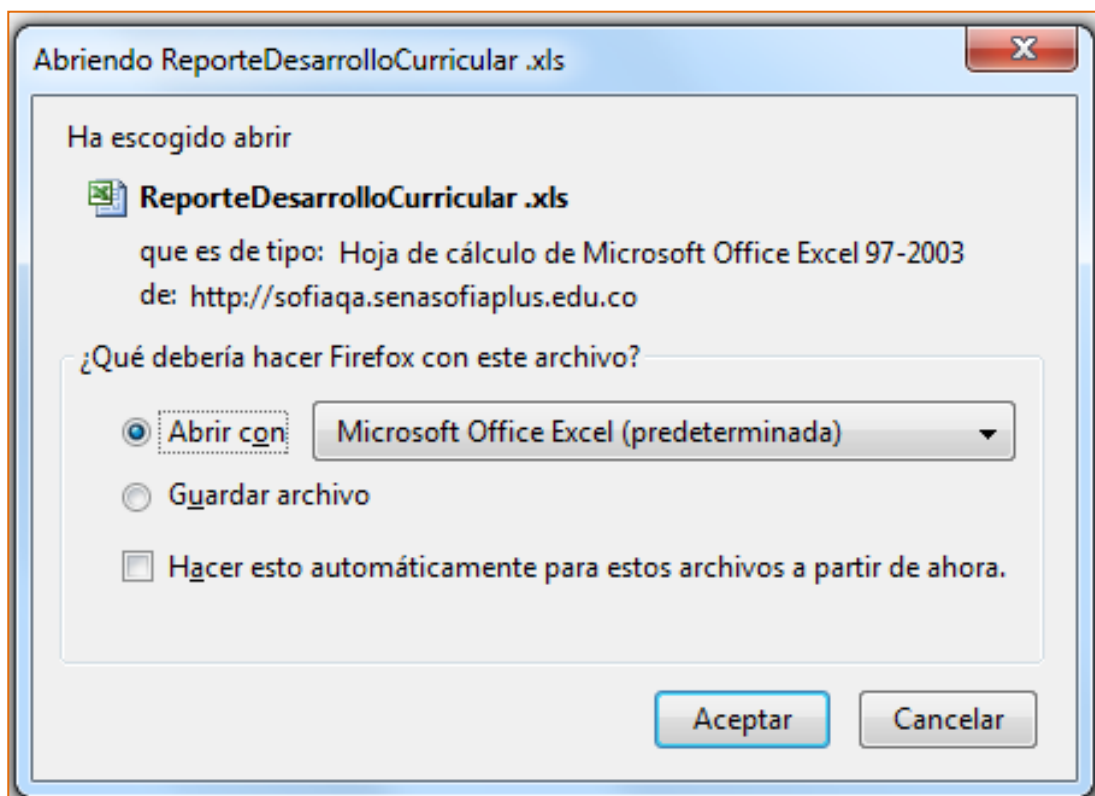 Abriendo ReporteDesarrolloCurricular .xls
Ha escogido abrir
ReporteDesarrolloCurricular .xls
que es de tipo: Hoja de cálculo de Microsoft Office Excel 97-2003
de: http://sofiaqa.senasofiaplus.edu.co
¿Qué debería hacer Firefox con este archivo?
Abrir con Microsoft Office Excel (predeterminada)
Guardar archivo
Hacer esto automáticamente para estos archivos a partir de ahora.
Aceptar Cancelar